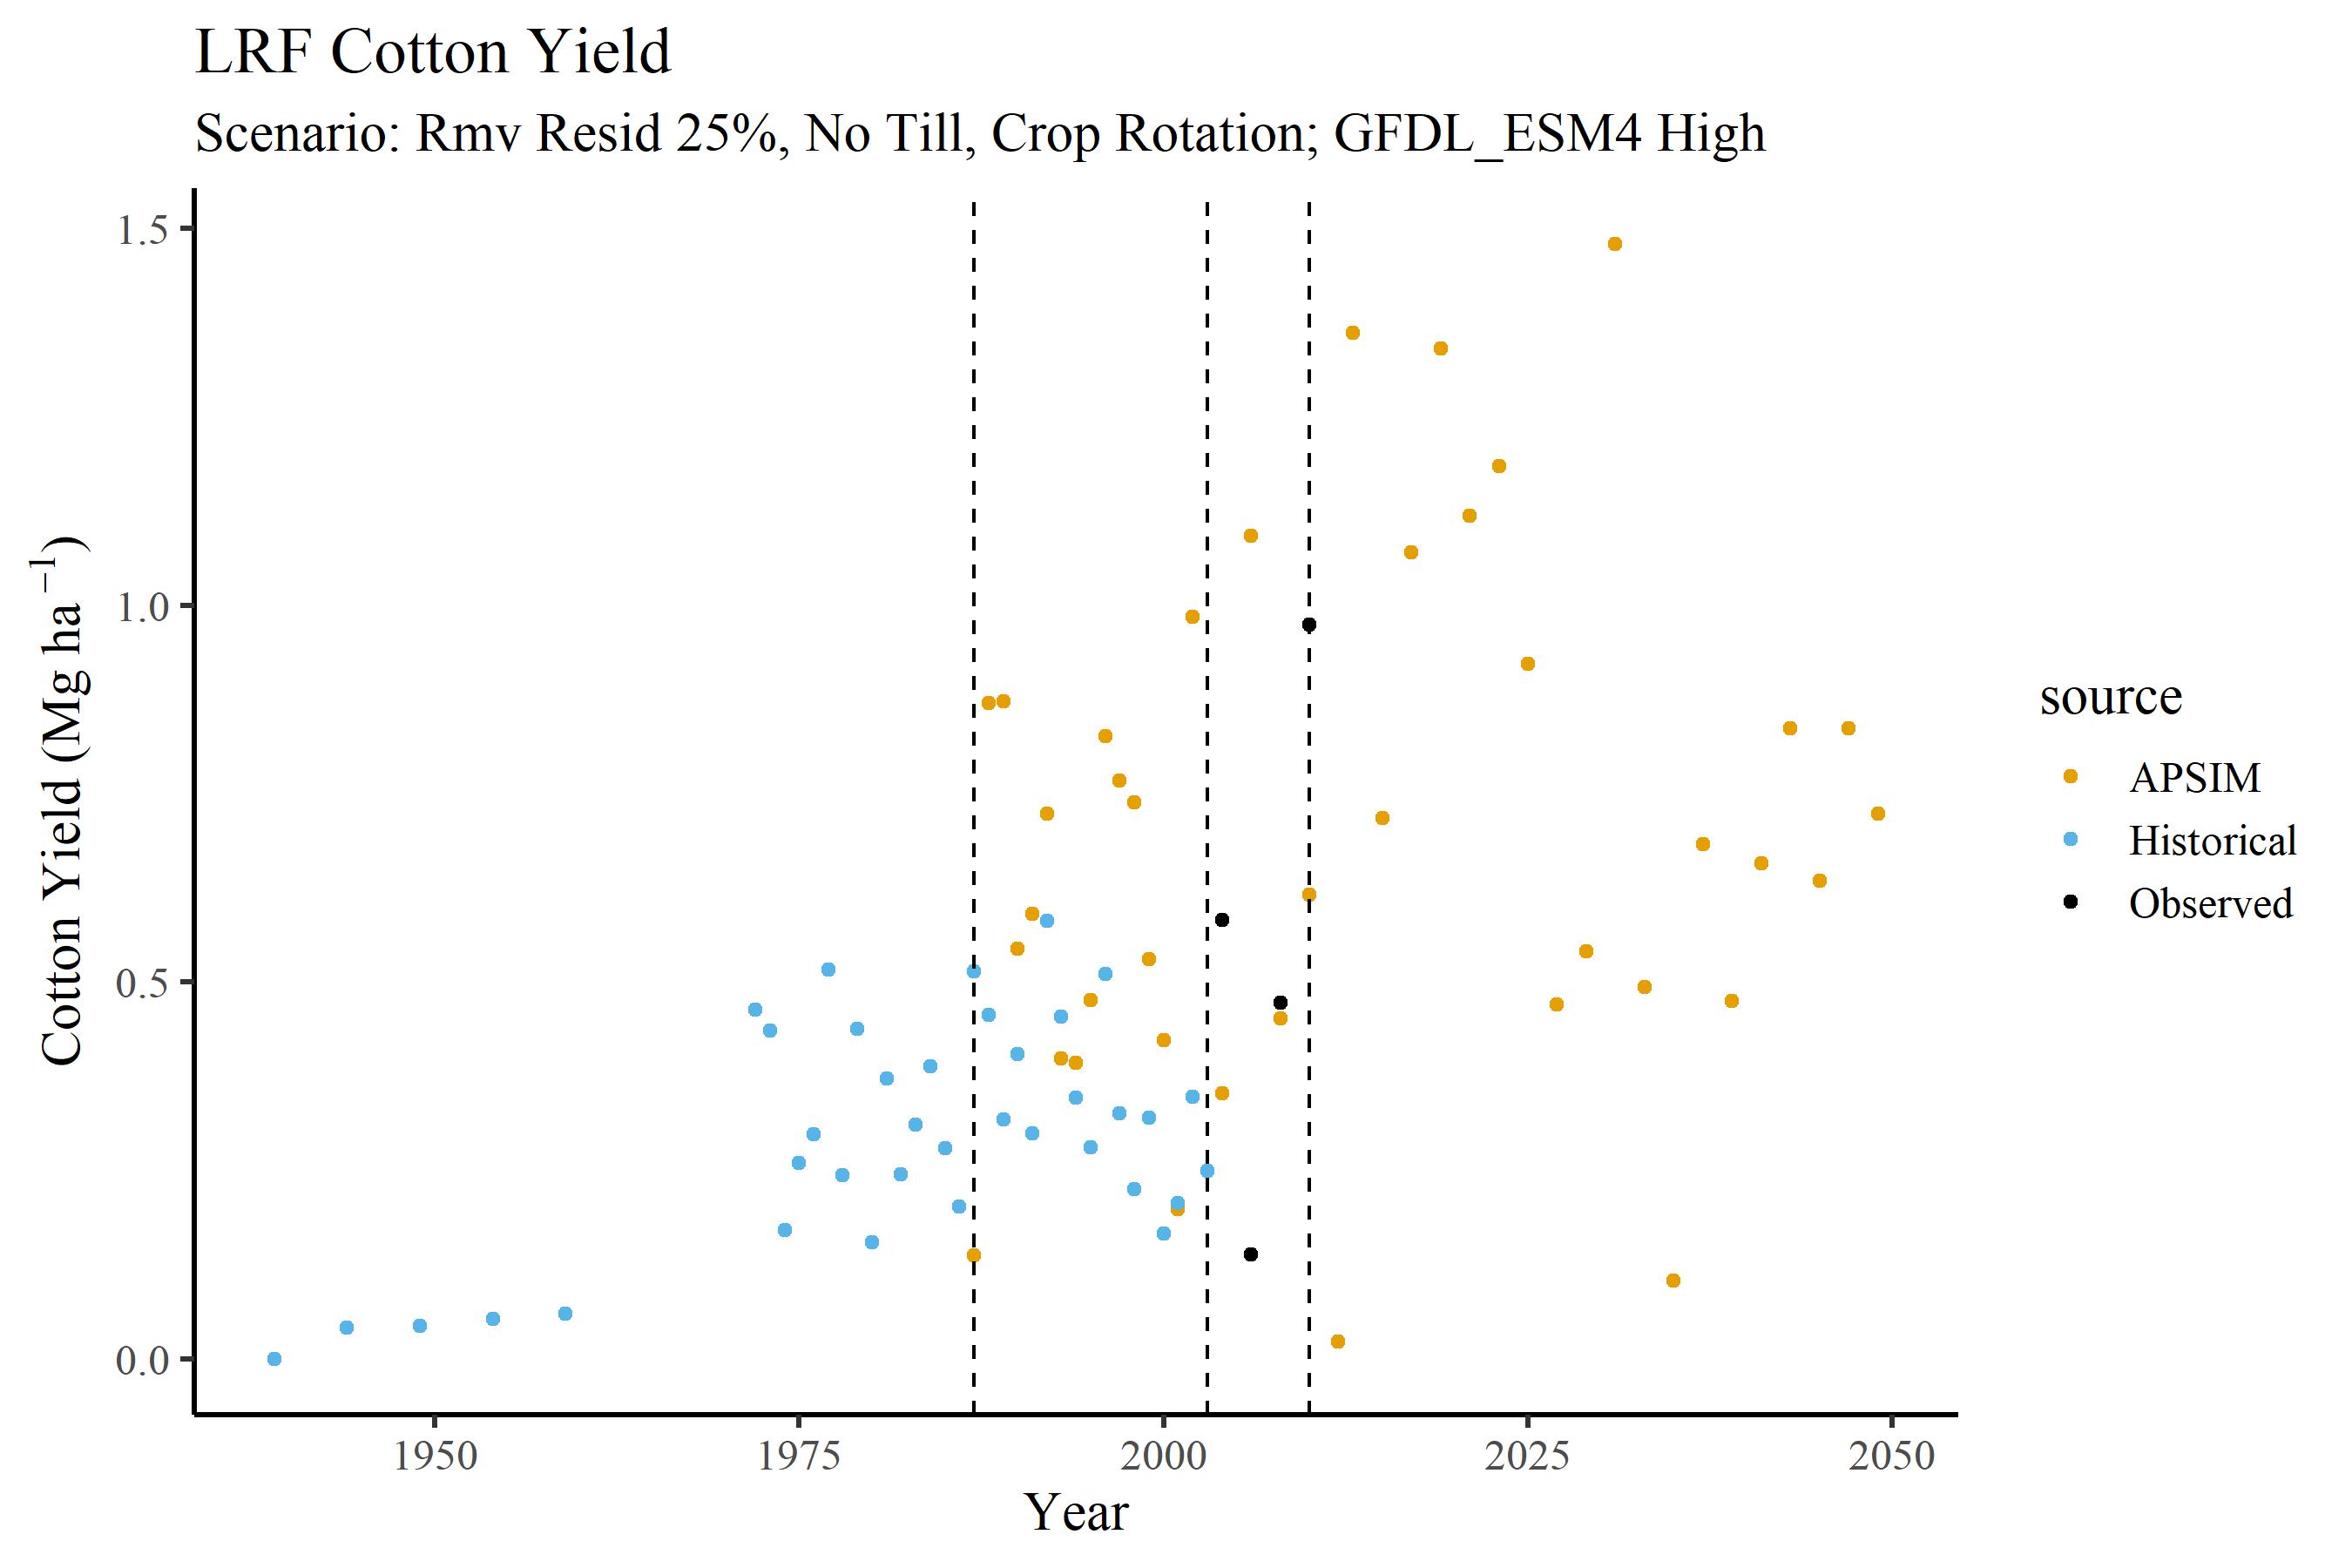 LRF Cotton Yield
Scenario: Rmv Resid 25%, No Till, Crop Rotation; GFDL_ESM4 High
Cotton Yield (Mg ha⁻¹)
1.5
1.0
0.5
0.0
1950
1975
2000
2025
2050
Year
source
APSIM
Historical
Observed